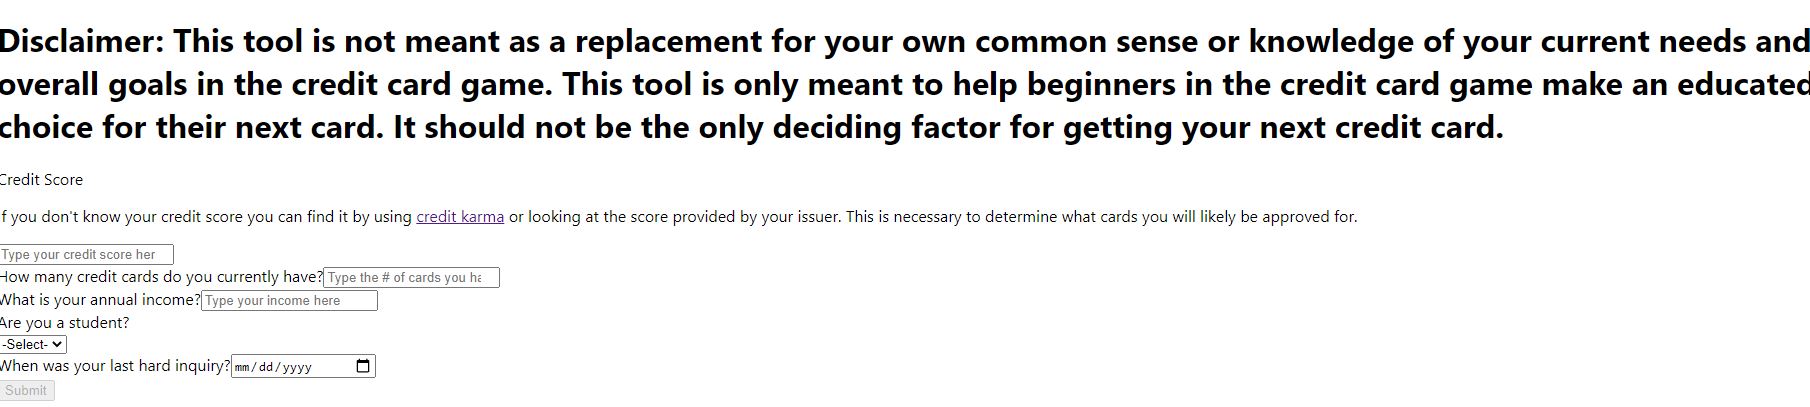 Disclaimer: This tool is not meant as a replacement for your own common sense or knowledge of your current needs and
overall goals in the credit card game. This tool is only meant to help beginners in the credit card game make an educated
choice for their next card. It should not be the only deciding factor for getting your next credit card.
Credit Score
If you don't know your credit score you can find it by using credit karma or looking at the score provided by your issuer. This is necessary to determine what cards you will likely be approved for.
Type your credit score her
How many credit cards do you currently have? Type the # of cards you ha
What is your annual income? Type your income here
Are you a student?
-Select-
When was your last hard inquiry? mm/dd/yyyy
Submit